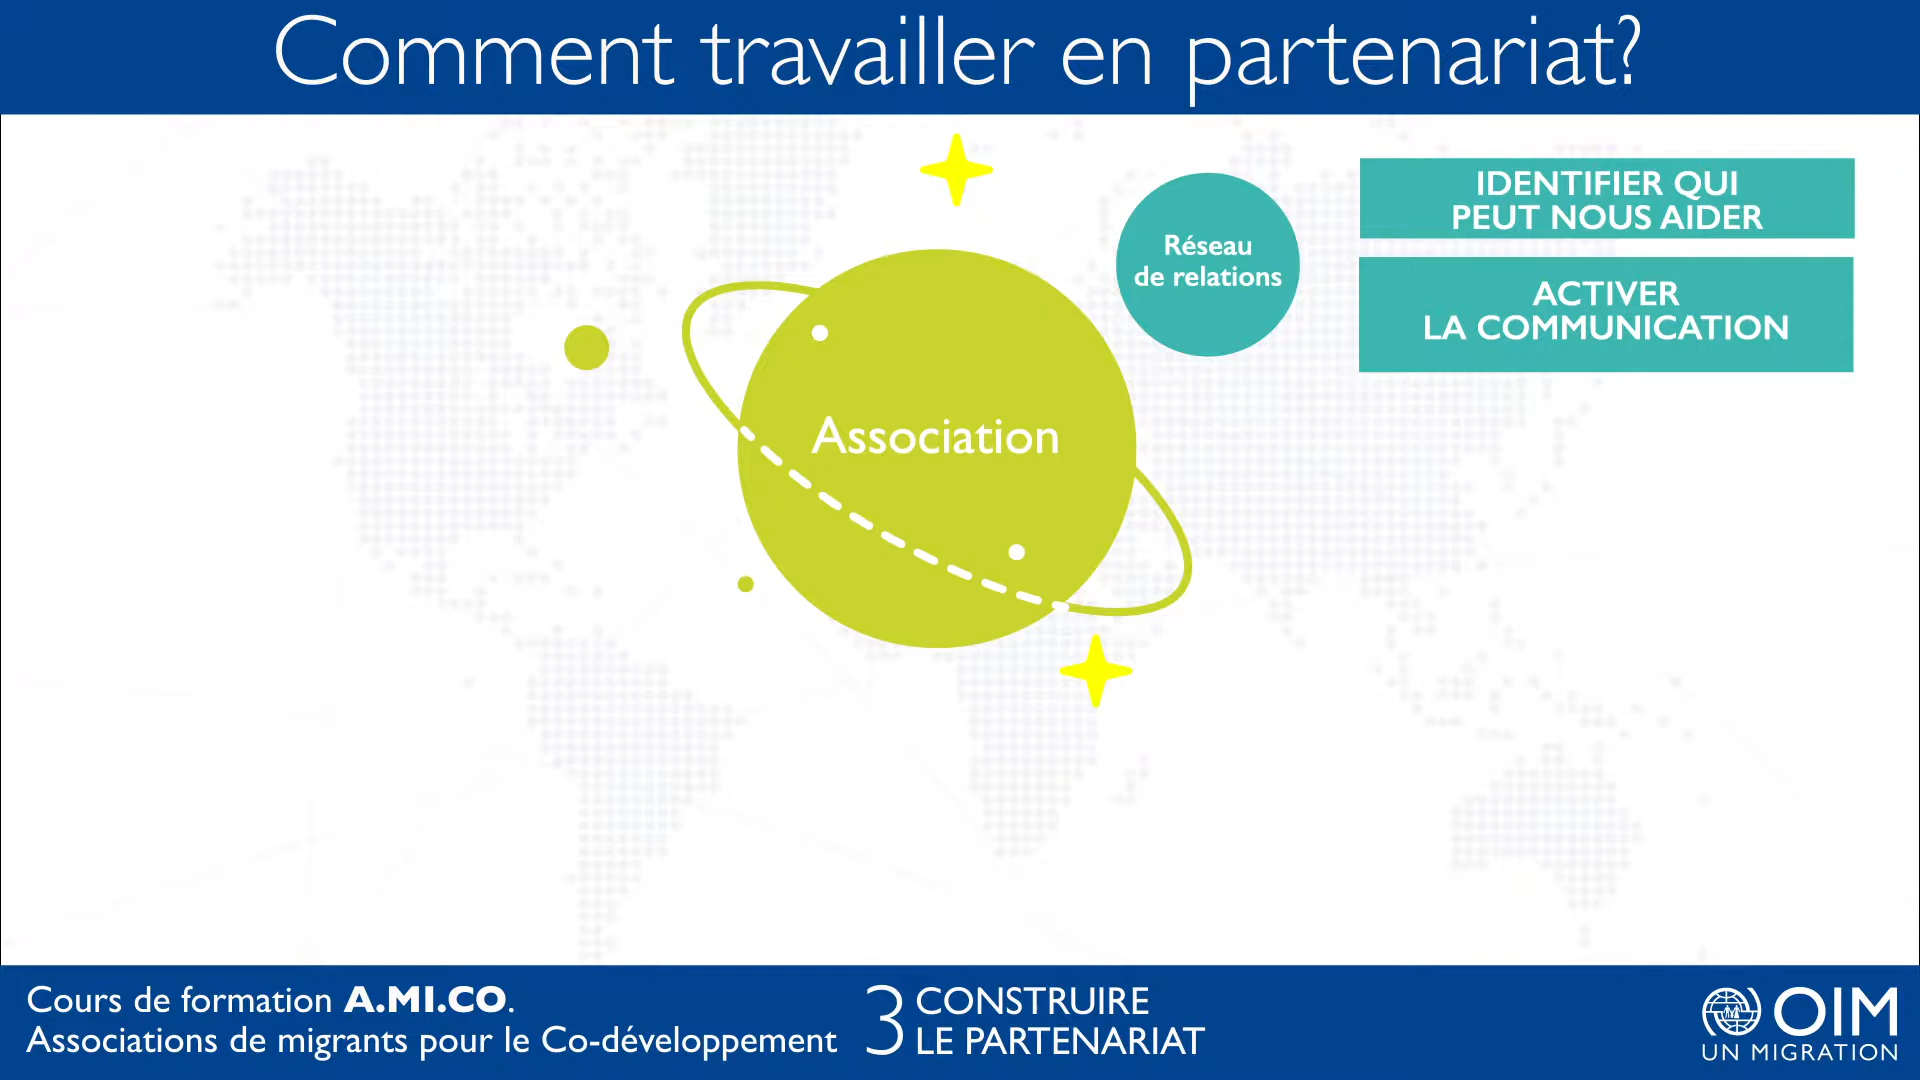 Comment travailler en partenariat?
IDENTIFIER QUI
PEUT NOUS AIDER
Réseau
de relations
ACTIVER
LA COMMUNICATION
Association
Cours de formation A.MI.CO.
Associations de migrants pour le Co-développement
3 CONSTRUIRE
LE PARTENARIAT
OIM
UN MIGRATION